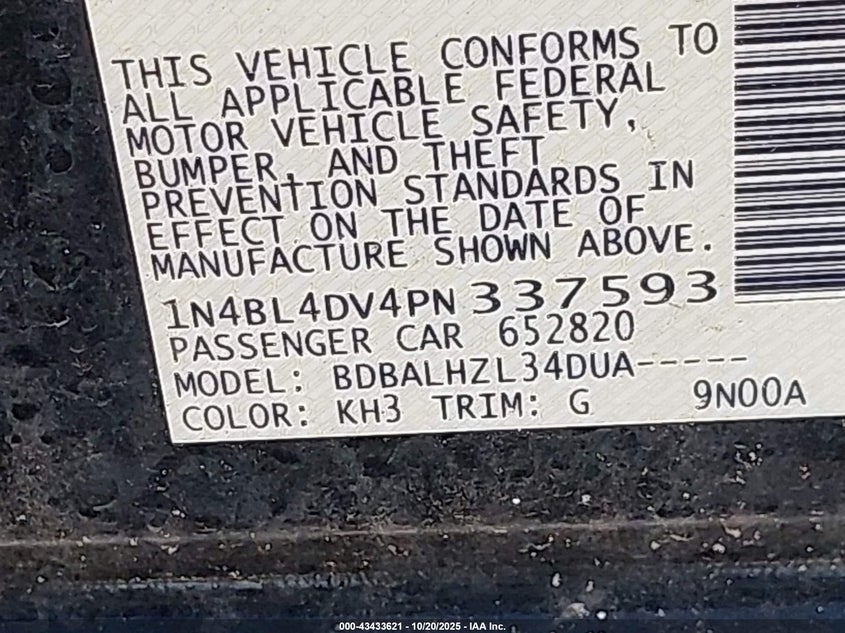 THIS VEHICLE CONFORMS TO
ALL APPLICABLE FEDERAL
MOTOR VEHICLE SAFETY,
BUMPER, AND THEFT
PREVENTION STANDARDS IN
EFFECT ON THE DATE OF
MANUFACTURE SHOWN ABOVE.
1N4BL4DV4PN 337593
PASSENGER CAR 652820
MODEL: BDBALHZL34DUA-----
COLOR: KH3 TRIM: G 9N00A
000-43433621 - 10/20/2025 - IAA Inc.